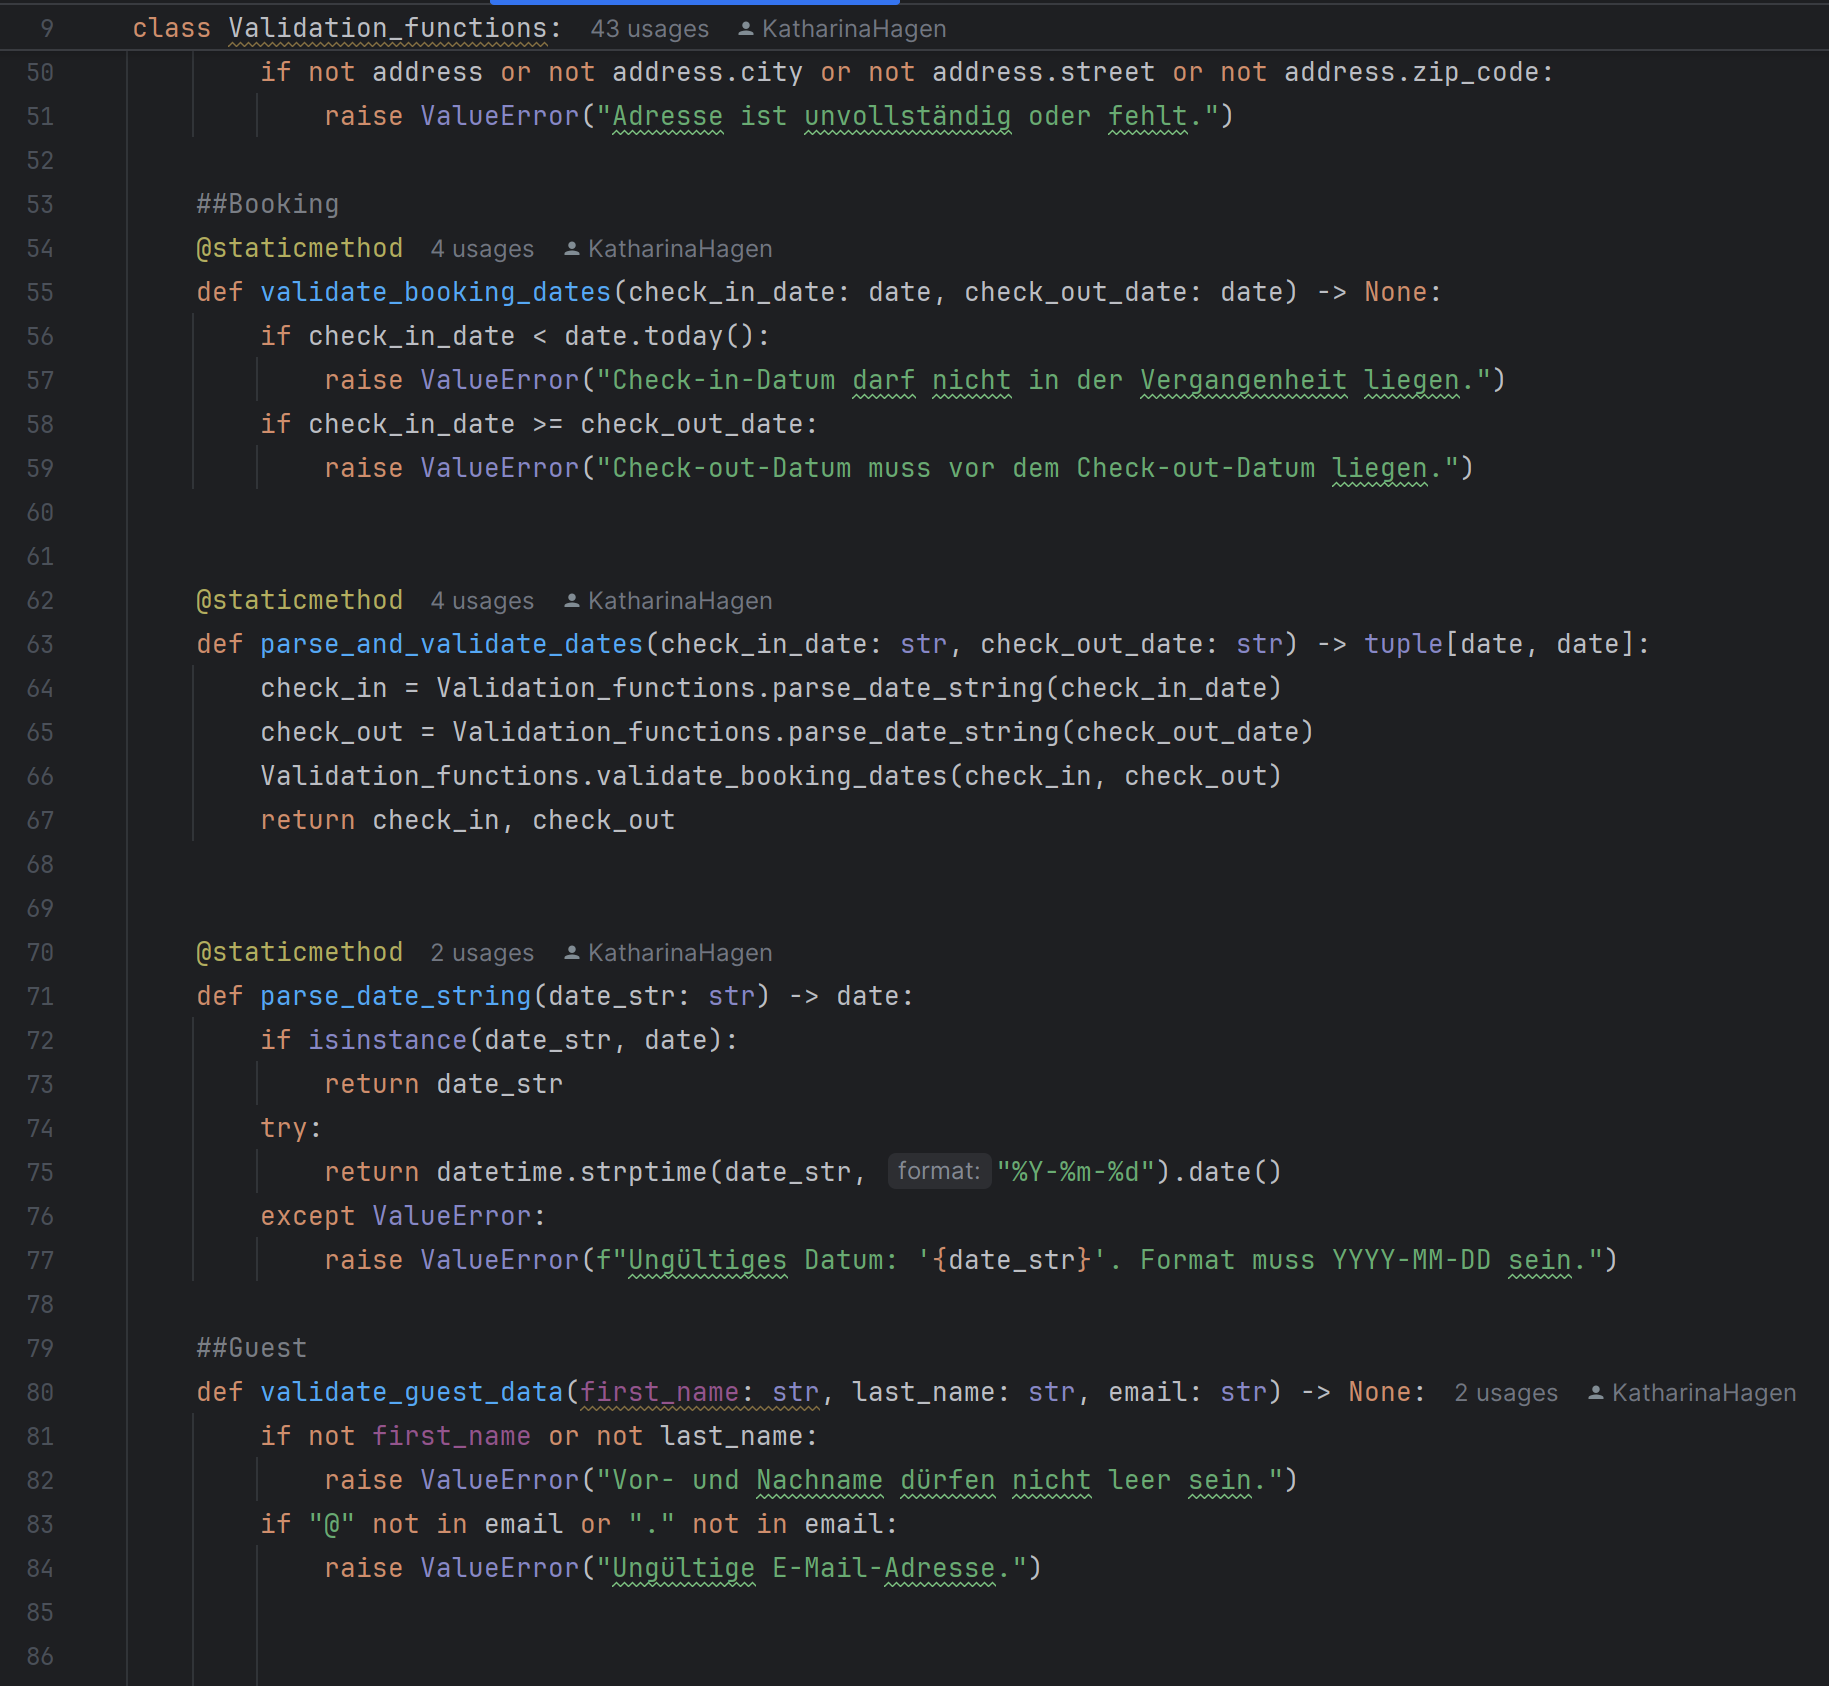 9 class Validation_functions: 43 usages KatharinaHagen
50 if not address or not address.city or not address.street or not address.zip_code:
51 raise ValueError("Adresse ist unvollständig oder fehlt.")
52
53 ##Booking
54 @staticmethod 4 usages KatharinaHagen
55 def validate_booking_dates(check_in_date: date, check_out_date: date) -> None:
56 if check_in_date < date.today():
57 raise ValueError("Check-in-Datum darf nicht in der Vergangenheit liegen.")
58 if check_in_date >= check_out_date:
59 raise ValueError("Check-out-Datum muss vor dem Check-out-Datum liegen.")
60
61
62 @staticmethod 4 usages KatharinaHagen
63 def parse_and_validate_dates(check_in_date: str, check_out_date: str) -> tuple[date, date]:
64 check_in = Validation_functions.parse_date_string(check_in_date)
65 check_out = Validation_functions.parse_date_string(check_out_date)
66 Validation_functions.validate_booking_dates(check_in, check_out)
67 return check_in, check_out
68
69
70 @staticmethod 2 usages KatharinaHagen
71 def parse_date_string(date_str: str) -> date:
72 if isinstance(date_str, date):
73 return date_str
74 try:
75 return datetime.strptime(date_str, format: "%Y-%m-%d").date()
76 except ValueError:
77 raise ValueError(f"Ungültiges Datum: '{date_str}'. Format muss YYYY-MM-DD sein.")
78
79 ##Guest
80 def validate_guest_data(first_name: str, last_name: str, email: str) -> None: 2 usages KatharinaHagen
81 if not first_name or not last_name:
82 raise ValueError("Vor- und Nachname dürfen nicht leer sein.")
83 if "@" not in email or "." not in email:
84 raise ValueError("Ungültige E-Mail-Adresse.")
85
86